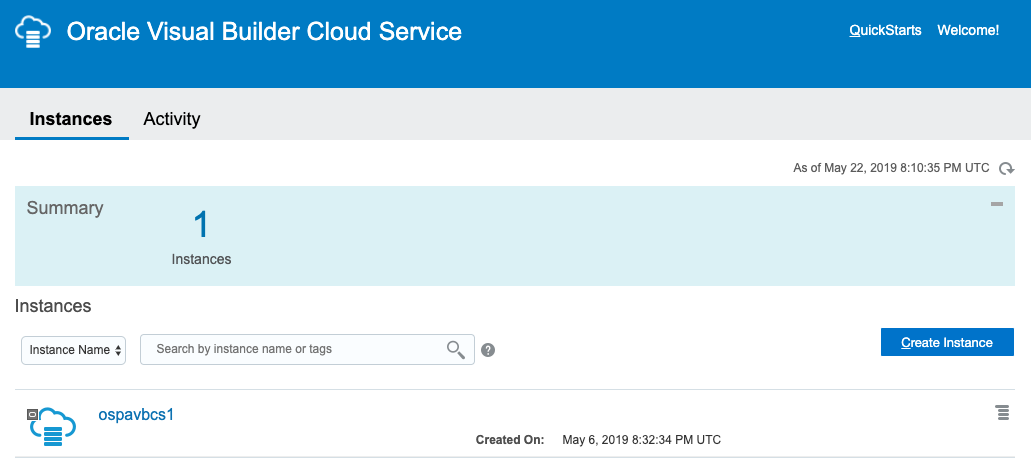 Oracle Visual Builder Cloud Service
QuickStarts Welcome!
Instances Activity
As of May 22, 2019 8:10:35 PM UTC
Summary
1
Instances
Instances
Instance Name Search by instance name or tags ?
Create Instance
ospavbcs1
Created On: May 6, 2019 8:32:34 PM UTC